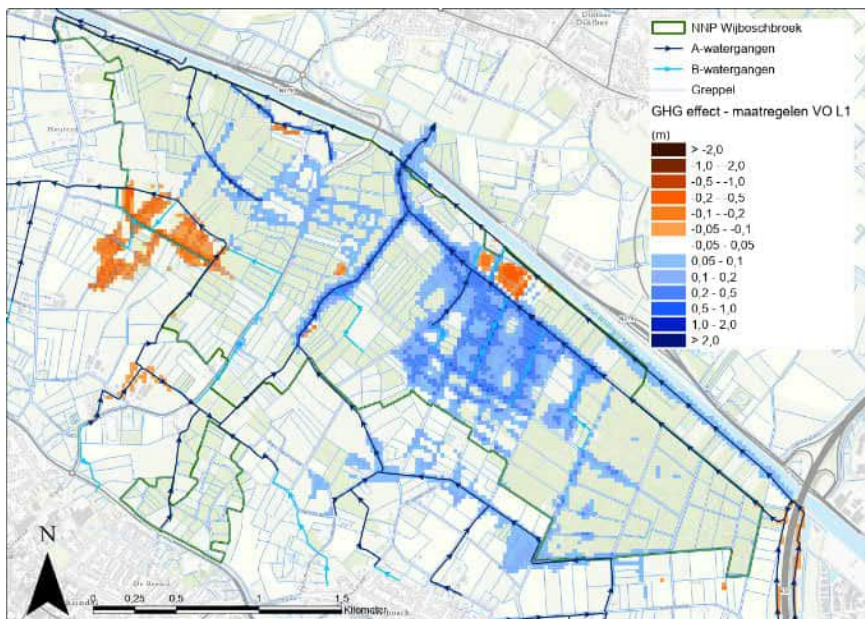 NNP Wijboschbroek
A-watergangen
B-watergangen
Greppel
GHG effect - maatregelen VO L1
(m)
> -2,0
-1,0 - -2,0
-0,5 - -1,0
-0,2 - -0,5
-0,1 - -0,2
-0,05 - -0,1
-0,05 - 0,05
0,05 - 0,1
0,1 - 0,2
0,2 - 0,5
0,5 - 1,0
1,0 - 2,0
> 2,0
N
0 0,25 0,5 1 1,5
Kilometer